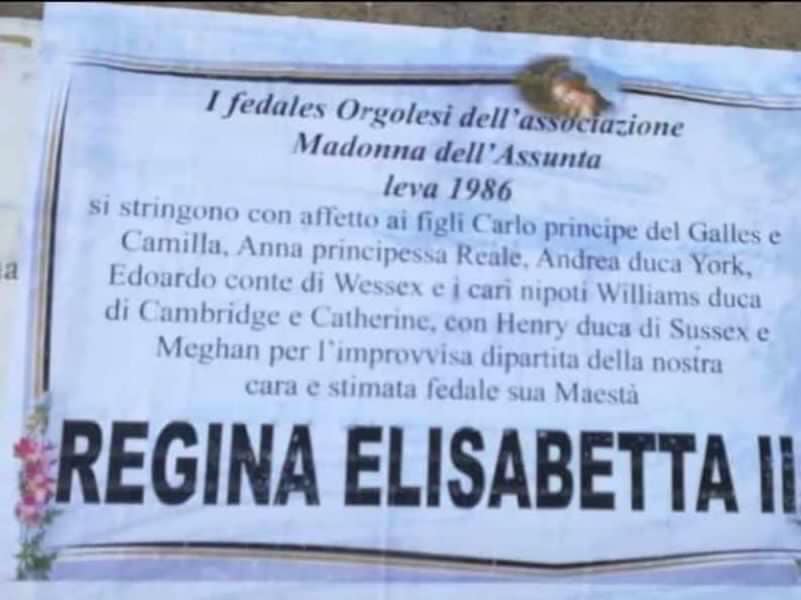 I fedales Orgolesi dell'associazione
Madonna dell'Assunta
leva 1986
si stringono con affetto ai figli Carlo principe del Galles e
Camilla, Anna principessa Reale, Andrea duca York,
Edoardo conte di Wessex e i cari nipoti Williams duca
di Cambridge e Catherine, con Henry duca di Sussex e
Meghan per l'improvvisa dipartita della nostra
cara e stimata fedale sua Maestà
REGINA ELISABETTA II